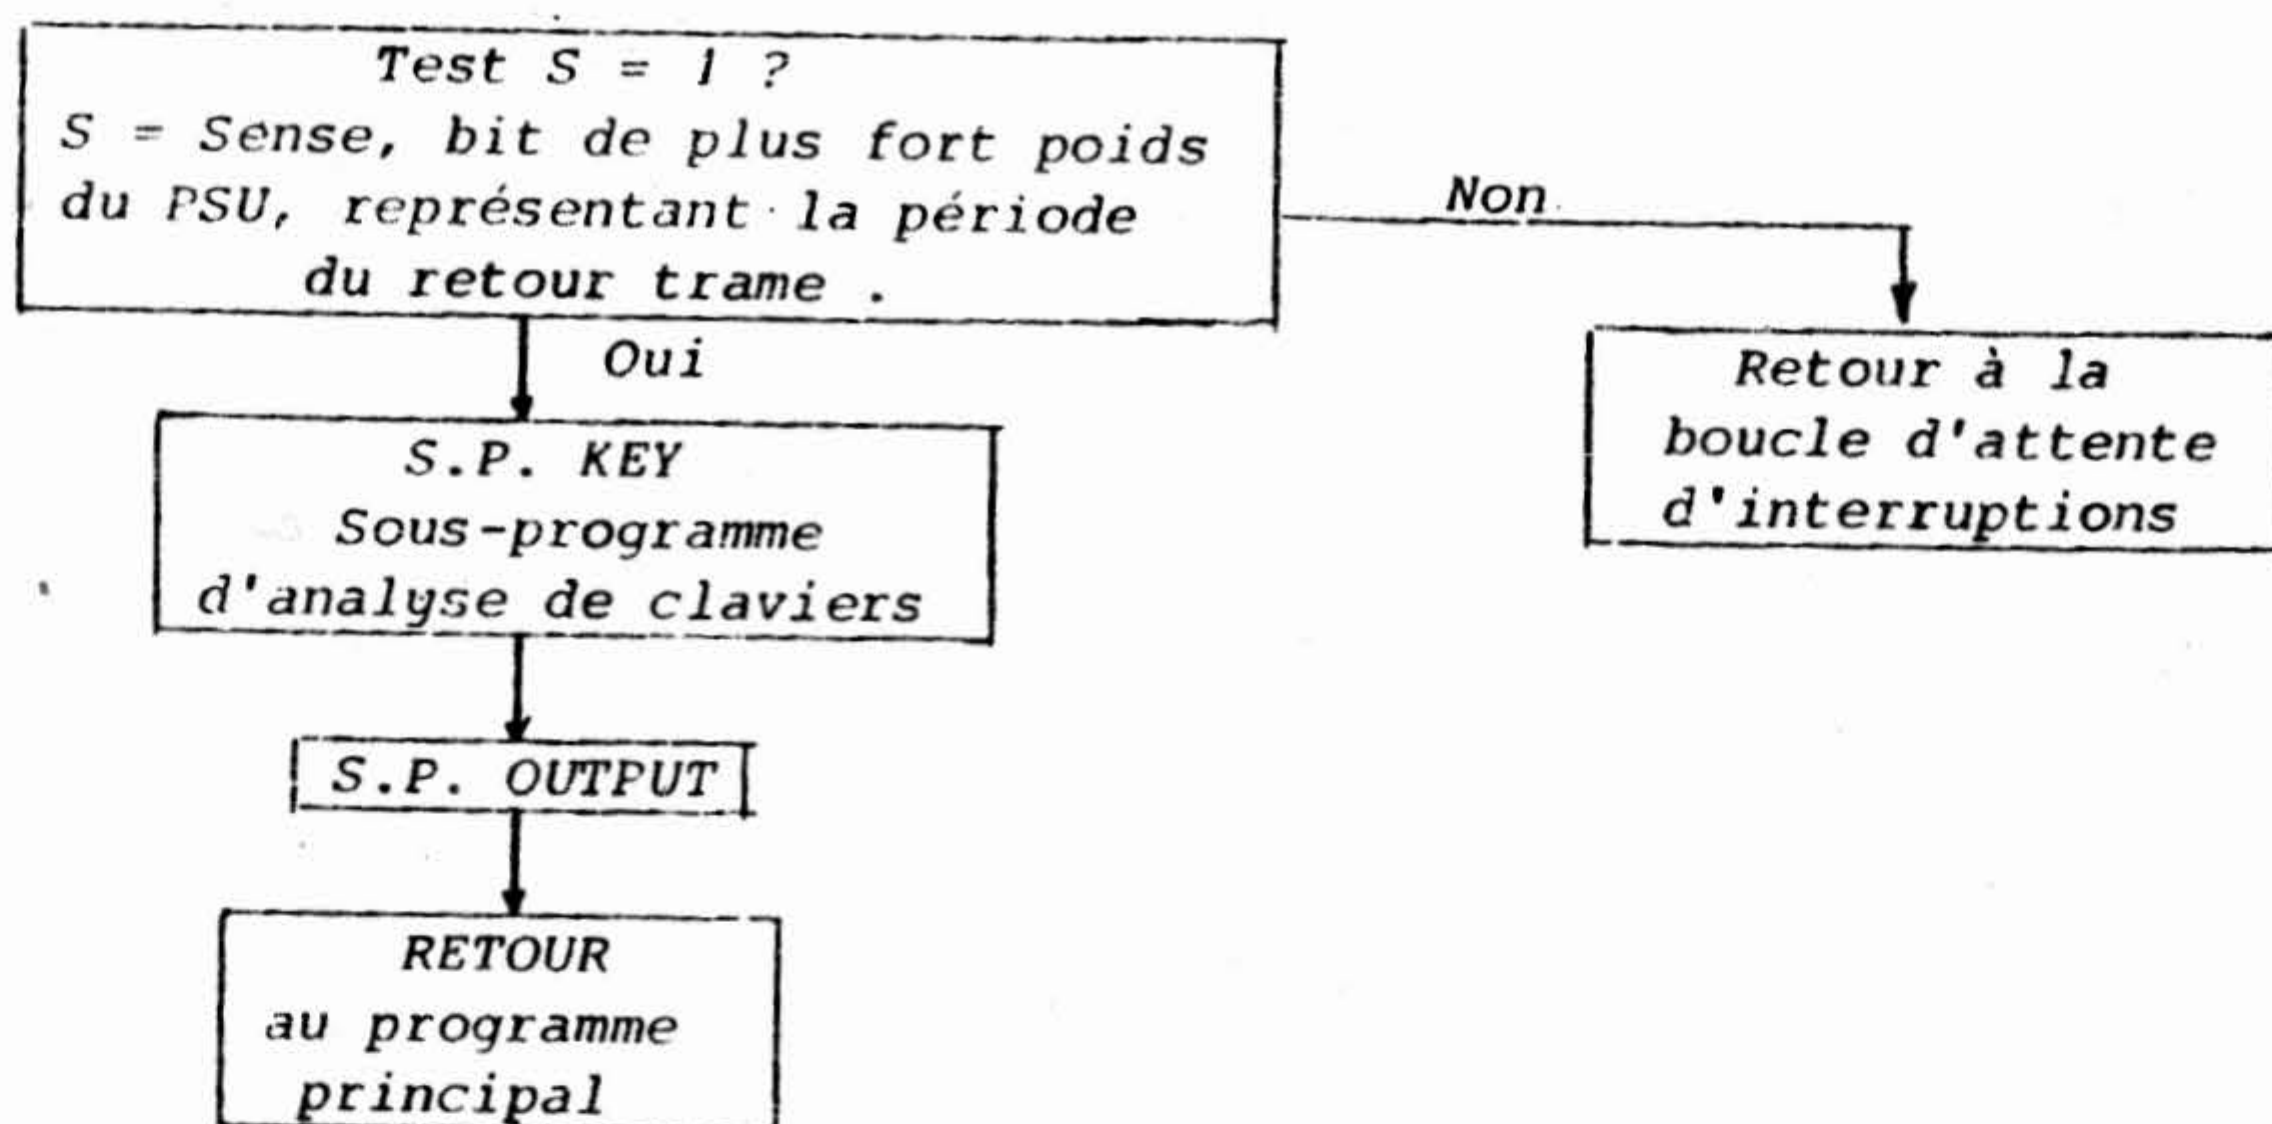 Test S = 1 ?
S = Sense, bit de plus fort poids
du PSU, représentant la période
du retour trame .
Non
Oui
Retour à la
boucle d'attente
d'interruptions
S.P. KEY
Sous-programme
d'analyse de claviers
S.P. OUTPUT
RETOUR
au programme
principal